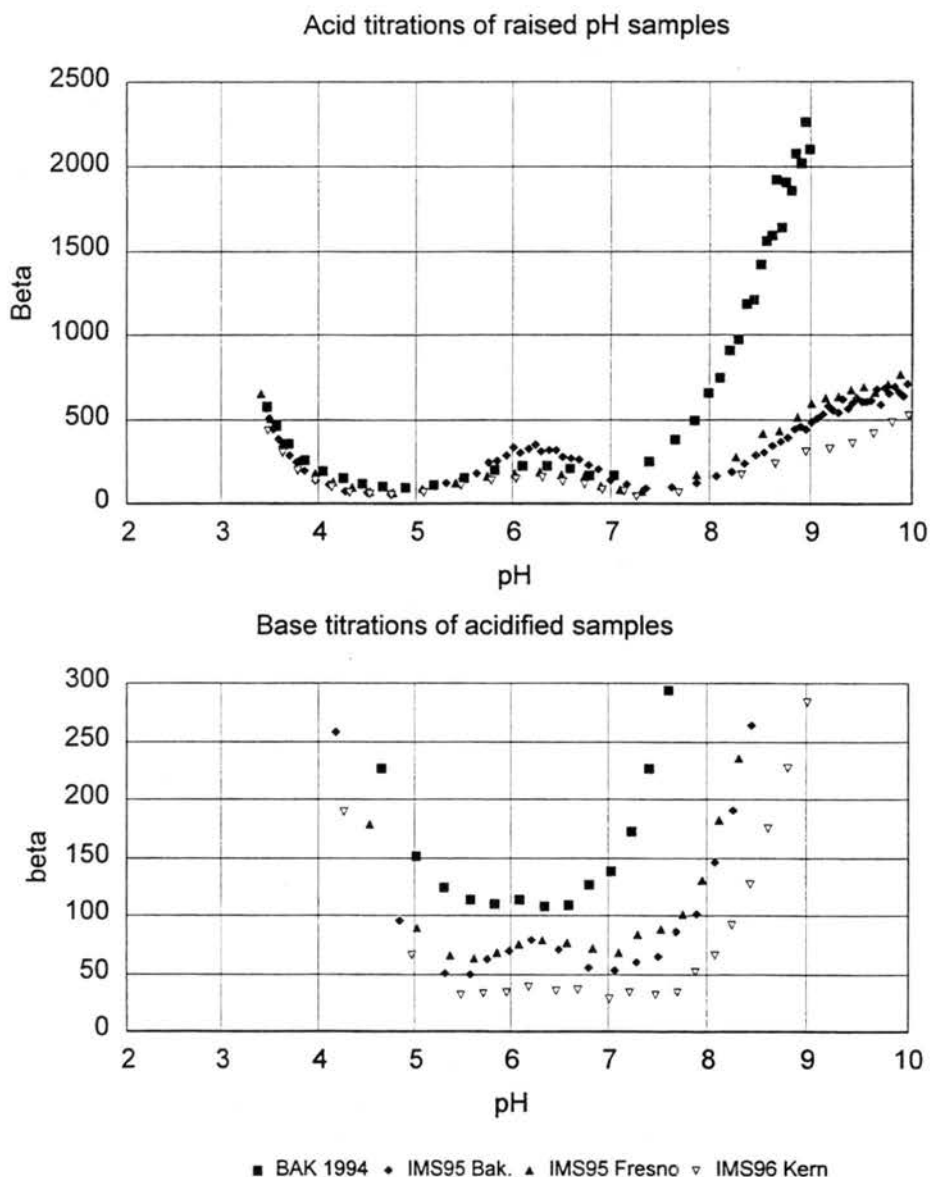 Acid titrations of raised pH samples
2500
2000
1500
1000
500
0
Beta
2 3 4 5 6 7 8 9 10
pH
Base titrations of acidified samples
300
250
200
150
100
50
0
beta
2 3 4 5 6 7 8 9 10
pH
■ BAK 1994 ◆ IMS95 Bak. ▲ IMS95 Fresno ▽ IMS96 Kern